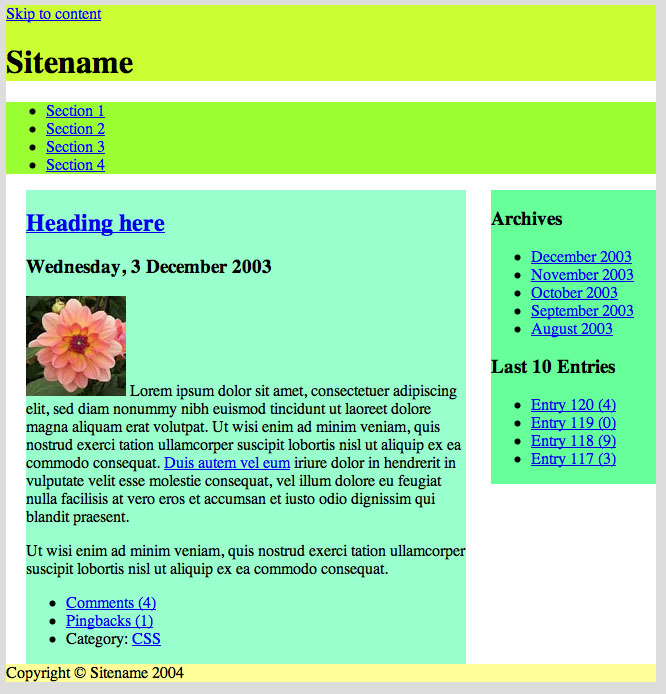 Skip to content
Sitename
Section 1
Section 2
Section 3
Section 4
Heading here
Wednesday, 3 December 2003
Lorem ipsum dolor sit amet, consectetuer adipiscing
elit, sed diam nonummy nibh euismod tincidunt ut laoreet dolore
magna aliquam erat volutpat. Ut wisi enim ad minim veniam, quis
nostrud exerci tation ullamcorper suscipit lobortis nisl ut aliquip ex ea
commodo consequat. Duis autem vel eum iriure dolor in hendrerit in
vulputate velit esse molestie consequat, vel illum dolore eu feugiat
nulla facilisis at vero eros et accumsan et iusto odio dignissim qui
blandit praesent.
Ut wisi enim ad minim veniam, quis nostrud exerci tation ullamcorper
suscipit lobortis nisl ut aliquip ex ea commodo consequat.
Comments (4)
Pingbacks (1)
Category: CSS
Archives
December 2003
November 2003
October 2003
September 2003
August 2003
Last 10 Entries
Entry 120 (4)
Entry 119 (0)
Entry 118 (9)
Entry 117 (3)
Copyright © Sitename 2004